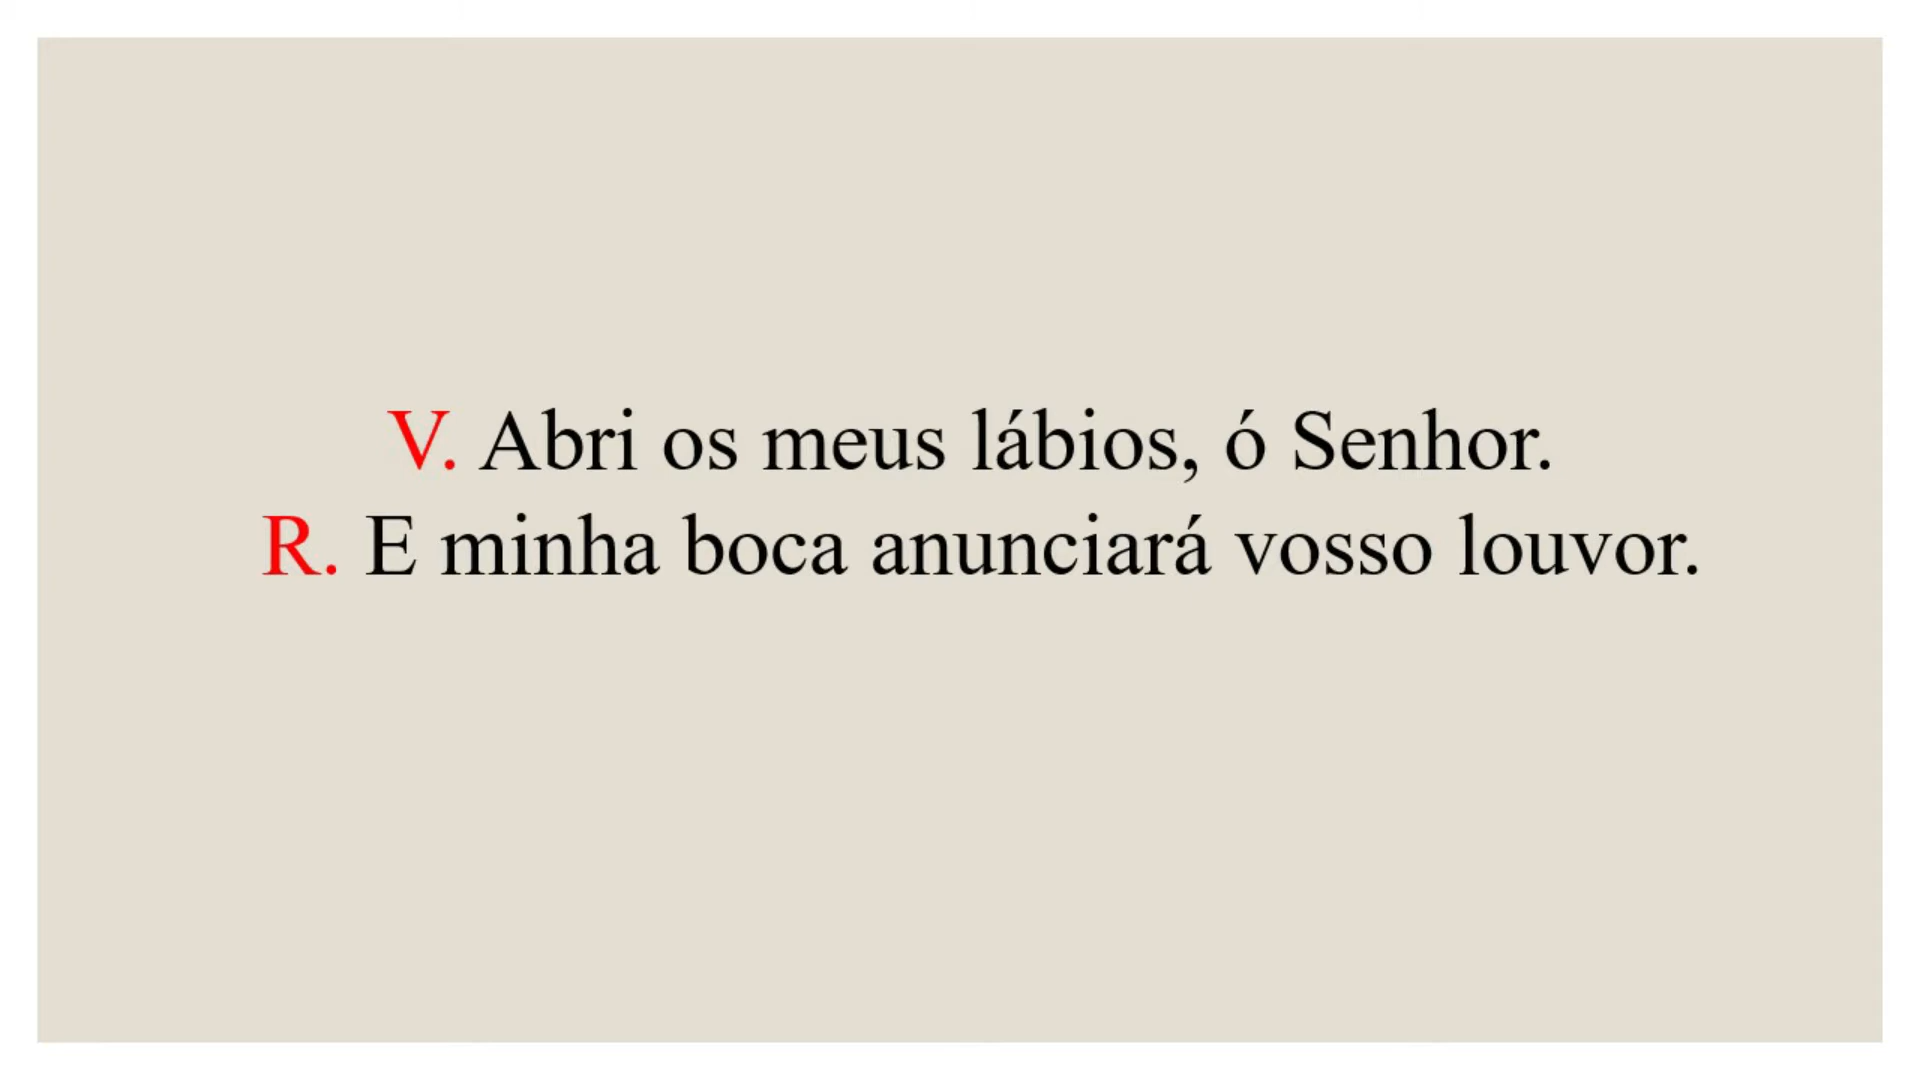 V. Abri os meus lábios, ó Senhor.
R. E minha boca anunciará vosso louvor.